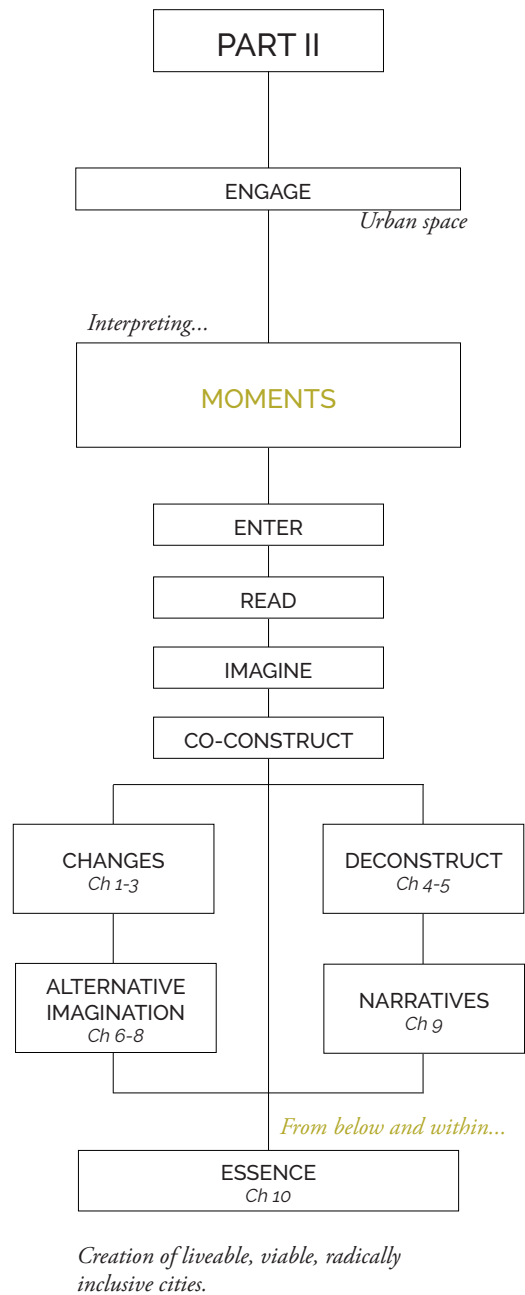 PART II
ENGAGE
Urban space
Interpreting...
MOMENTS
ENTER
READ
IMAGINE
CO-CONSTRUCT
CHANGES
Ch 1-3
DECONSTRUCT
Ch 4-5
ALTERNATIVE
IMAGINATION
Ch 6-8
NARRATIVES
Ch 9
From below and within...
ESSENCE
Ch 10
Creation of liveable, viable, radically
inclusive cities.